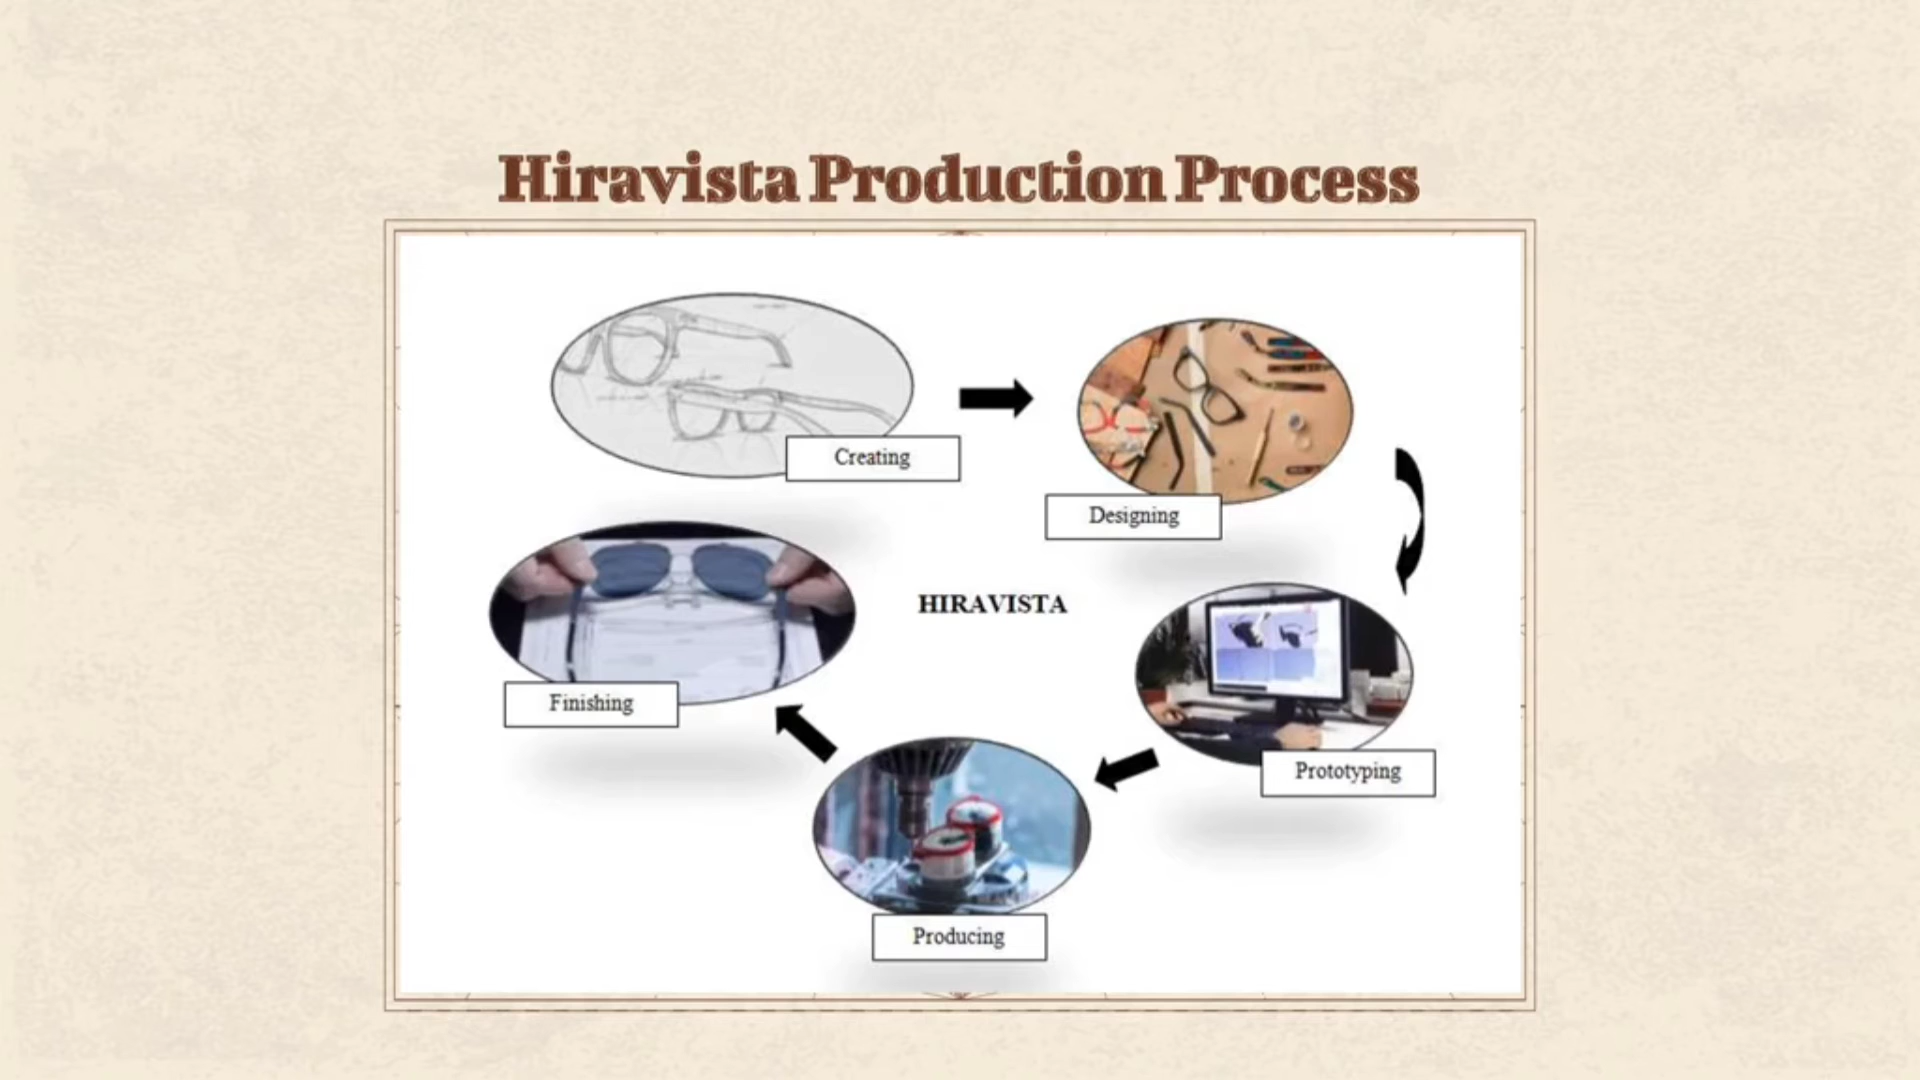 Hiravista Production Process
Creating
Designing
HIRAVISTA
Finishing
Prototyping
Producing